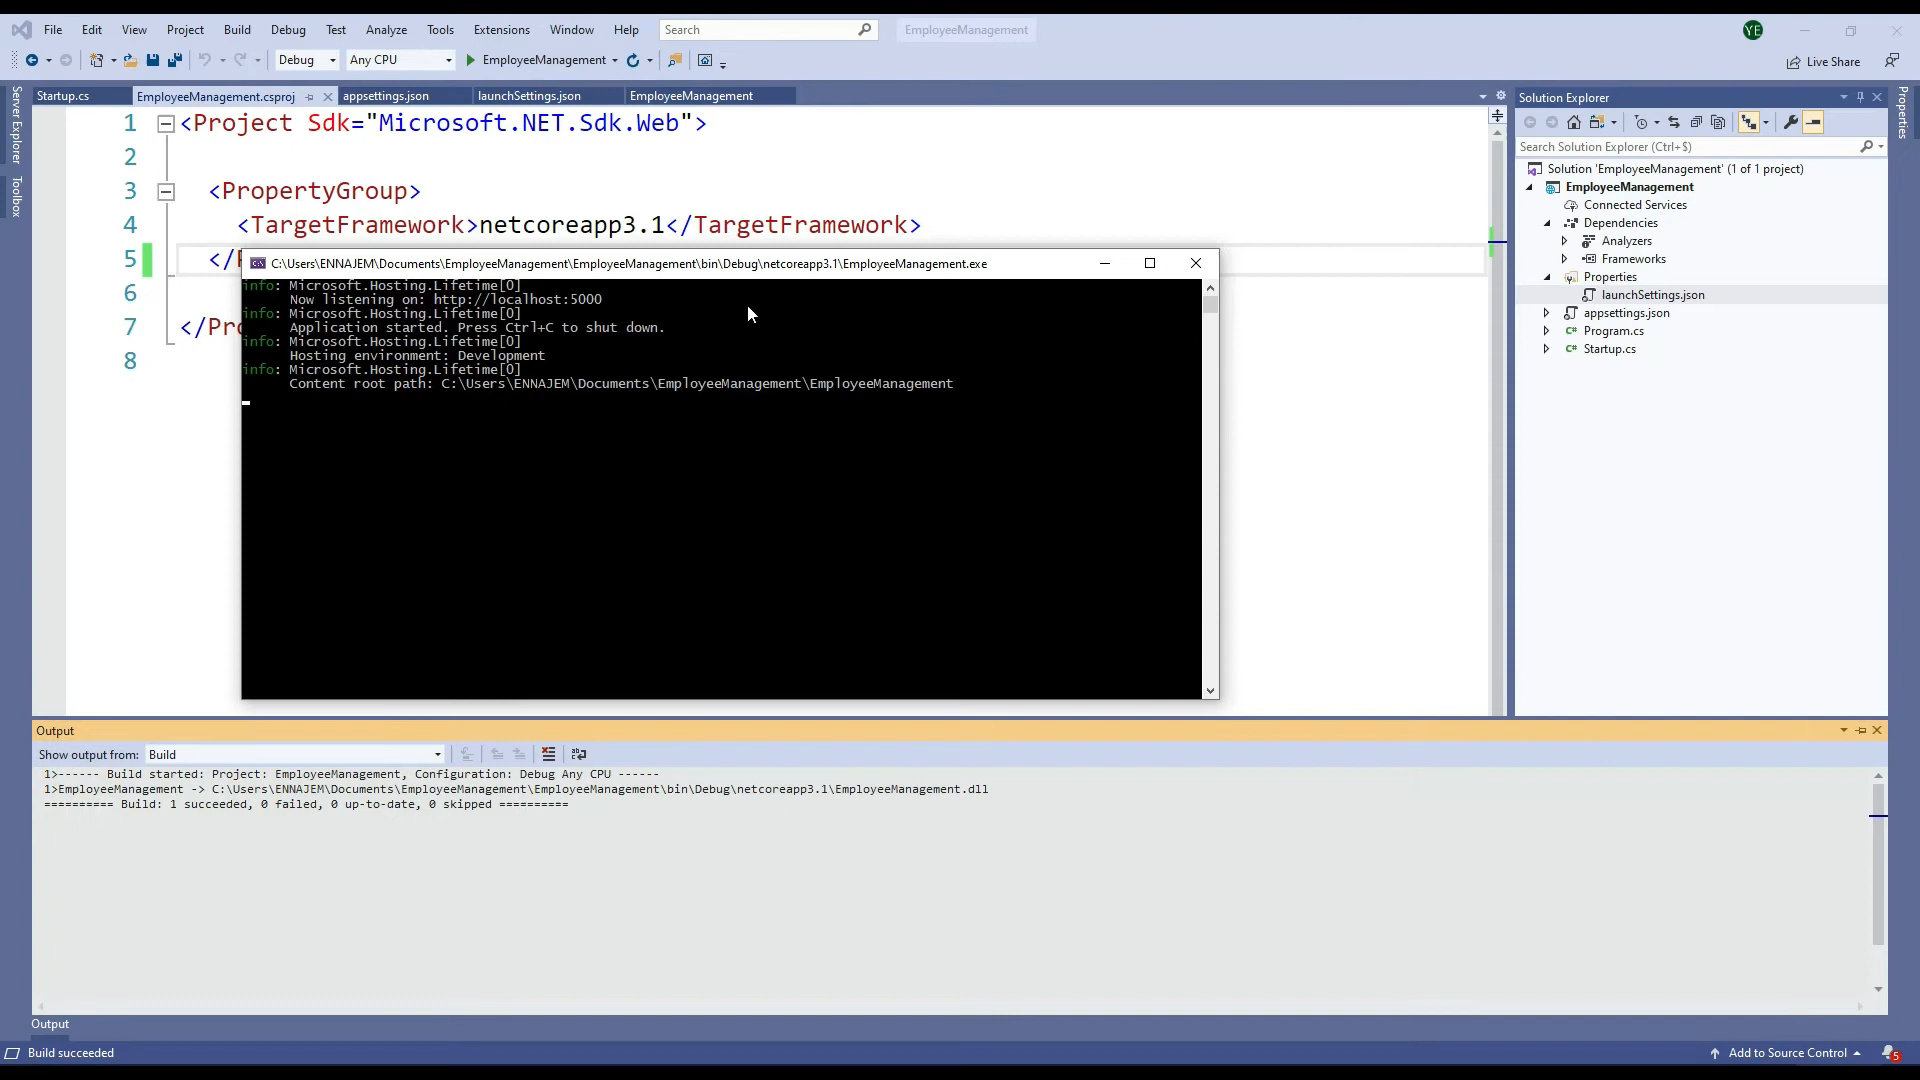 File Edit View Project Build Debug Test Analyze Tools Extensions Window Help Search EmployeeManagement YE
Debug Any CPU EmployeeManagement Live Share
Server Explorer
Toolbox
Startup.cs EmployeeManagement.csproj appsettings.json launchSettings.json EmployeeManagement
1 <Project Sdk="Microsoft.NET.Sdk.Web">
2
3 <PropertyGroup>
4 <TargetFramework>netcoreapp3.1</TargetFramework>
5 </P
6
7 </Pro
8
C:\Users\ENNAJEM\Documents\EmployeeManagement\EmployeeManagement\bin\Debug\netcoreapp3.1\EmployeeManagement.exe
info: Microsoft.Hosting.Lifetime[0]
Now listening on: http://localhost:5000
info: Microsoft.Hosting.Lifetime[0]
Application started. Press Ctrl+C to shut down.
info: Microsoft.Hosting.Lifetime[0]
Hosting environment: Development
info: Microsoft.Hosting.Lifetime[0]
Content root path: C:\Users\ENNAJEM\Documents\EmployeeManagement\EmployeeManagement
Solution Explorer
Search Solution Explorer (Ctrl+$)
Solution 'EmployeeManagement' (1 of 1 project)
EmployeeManagement
Connected Services
Dependencies
Analyzers
Frameworks
Properties
launchSettings.json
appsettings.json
Program.cs
Startup.cs
Properties
Output
Show output from: Build
1>------ Build started: Project: EmployeeManagement, Configuration: Debug Any CPU ------
1>EmployeeManagement -> C:\Users\ENNAJEM\Documents\EmployeeManagement\EmployeeManagement\bin\Debug\netcoreapp3.1\EmployeeManagement.dll
========== Build: 1 succeeded, 0 failed, 0 up-to-date, 0 skipped ==========
Output
Build succeeded Add to Source Control 5